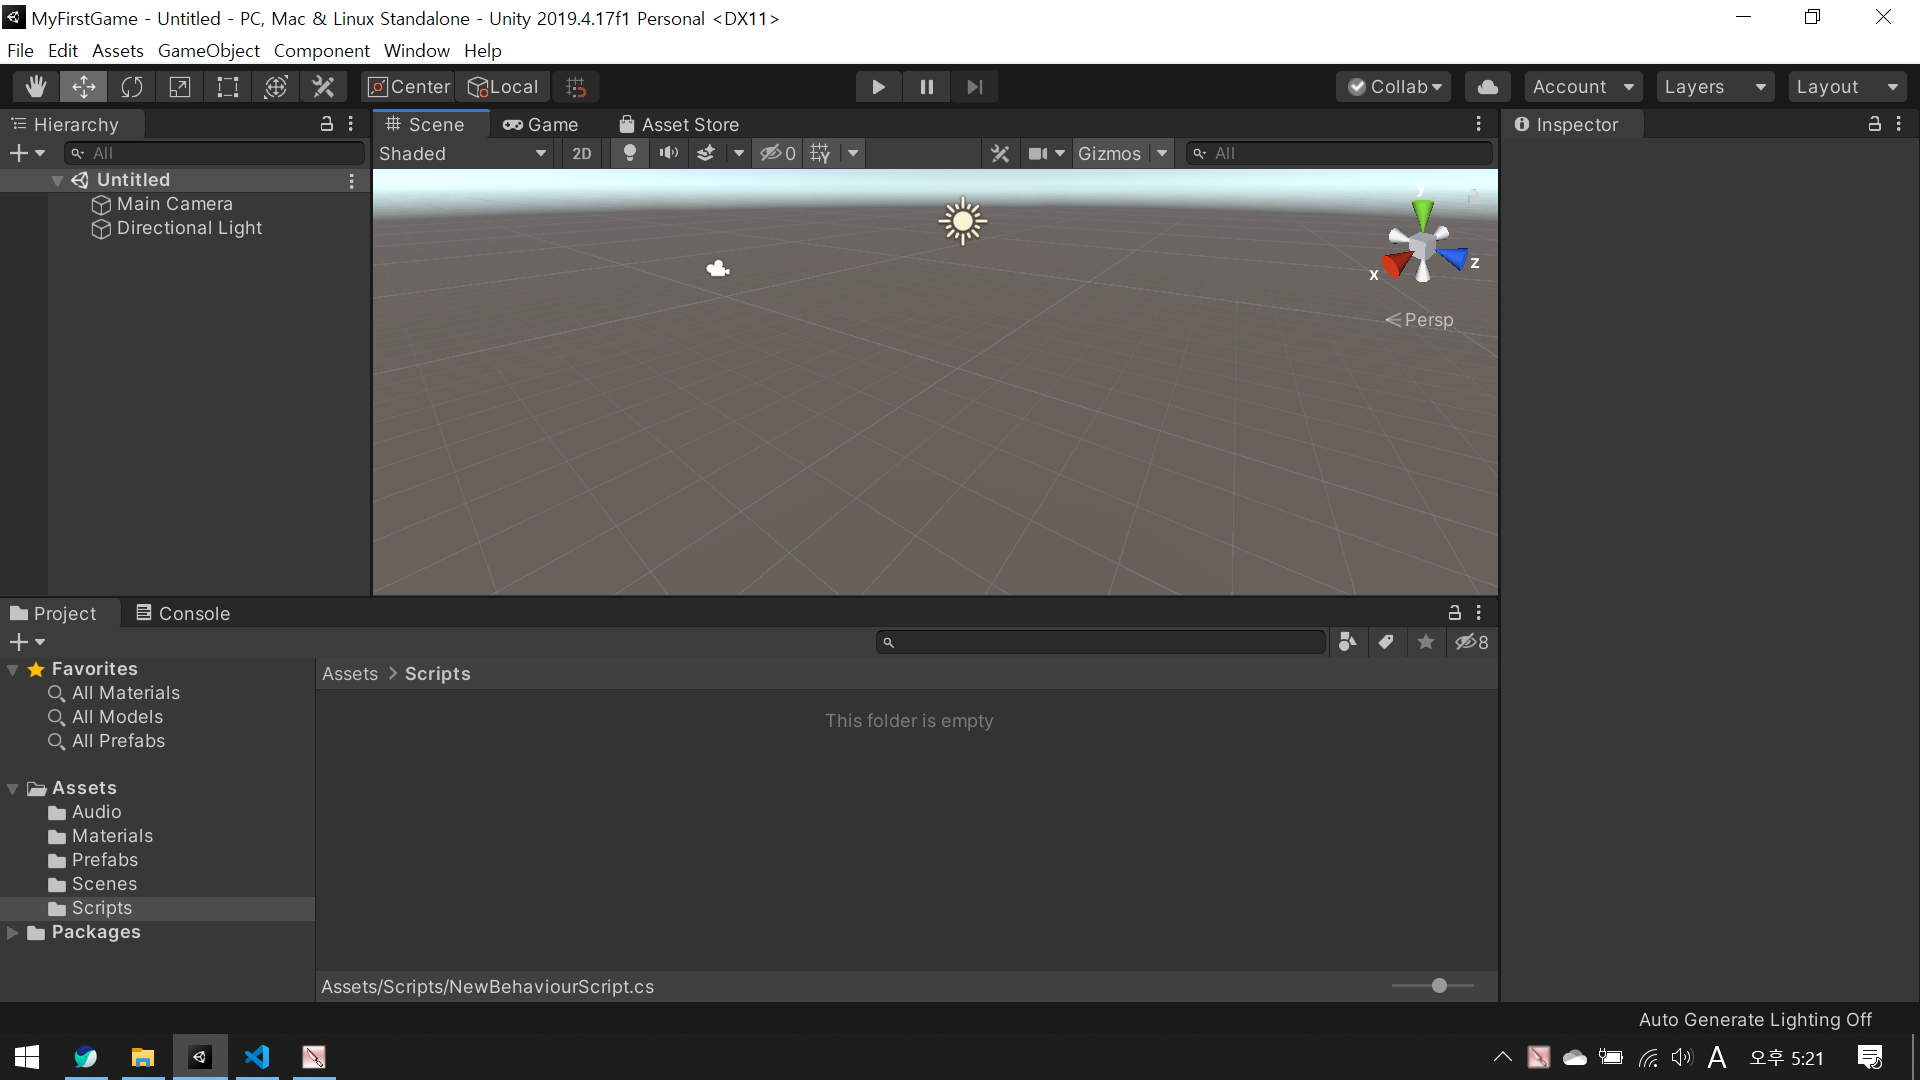 MyFirstGame - Untitled - PC, Mac & Linux Standalone - Unity 2019.4.17f1 Personal <DX11>
File Edit Assets GameObject Component Window Help
Center Local Collab Account Layers Layout
Hierarchy
All
Untitled
Main Camera
Directional Light
Scene Game Asset Store
Shaded 2D 0 Gizmos All
y
x
z
Persp
Inspector
Project Console
8
Favorites
All Materials
All Models
All Prefabs
Assets
Audio
Materials
Prefabs
Scenes
Scripts
Packages
Assets > Scripts
This folder is empty
Assets/Scripts/NewBehaviourScript.cs
Auto Generate Lighting Off
A 오후 5:21